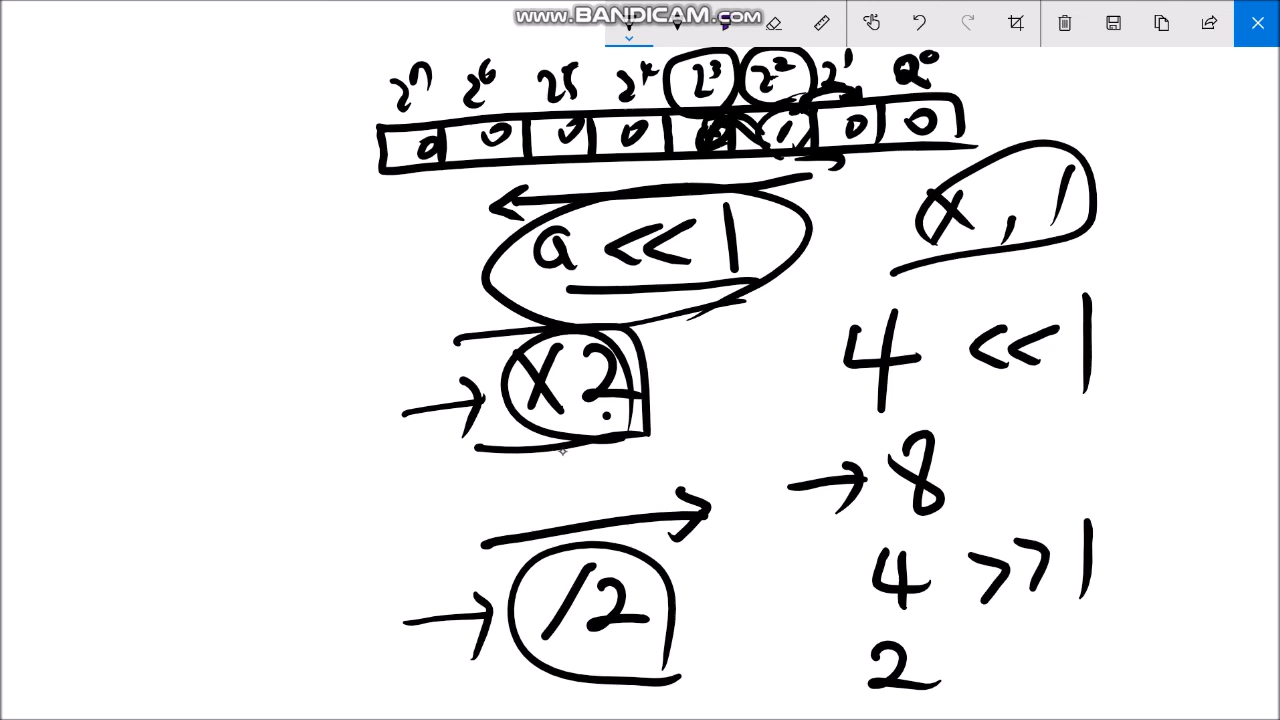 www.BANDICAM.com
2⁷ 2⁶ 2⁵ 2⁴ 2³ 2² 2¹ 2⁰
0 0 0 0 0 1 0 0
a << 1
x, 1
x2
4 << 1
→ 8
/2
4 >> 1
2